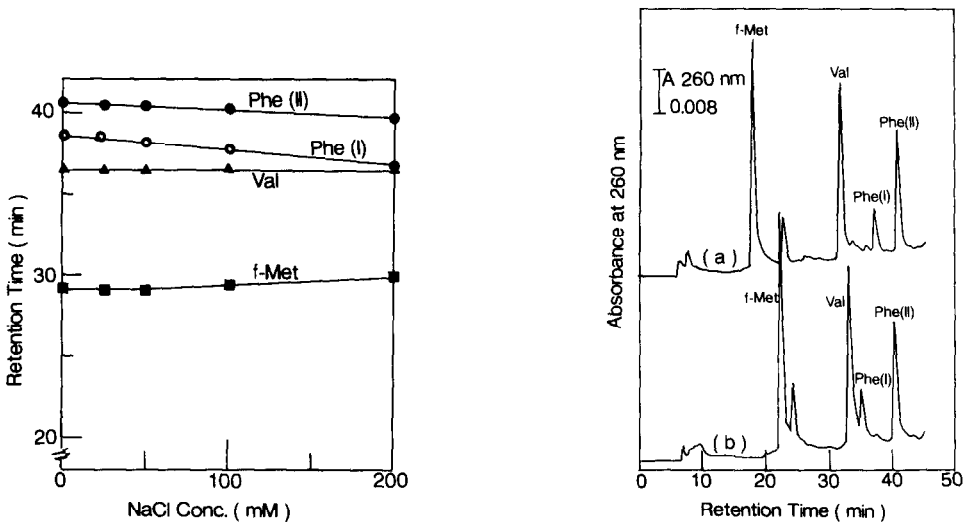 Retention Time ( min )
40
30
20
Phe (II)
Phe (I)
Val
f-Met
0
100
200
NaCl Conc. ( mM )
Absorbance at 260 nm
A 260 nm
0.008
f-Met
Val
Phe(II)
Phe(I)
( a )
f-Met
Val
Phe(II)
Phe(I)
( b )
0
10
20
30
40
50
Retention Time ( min )